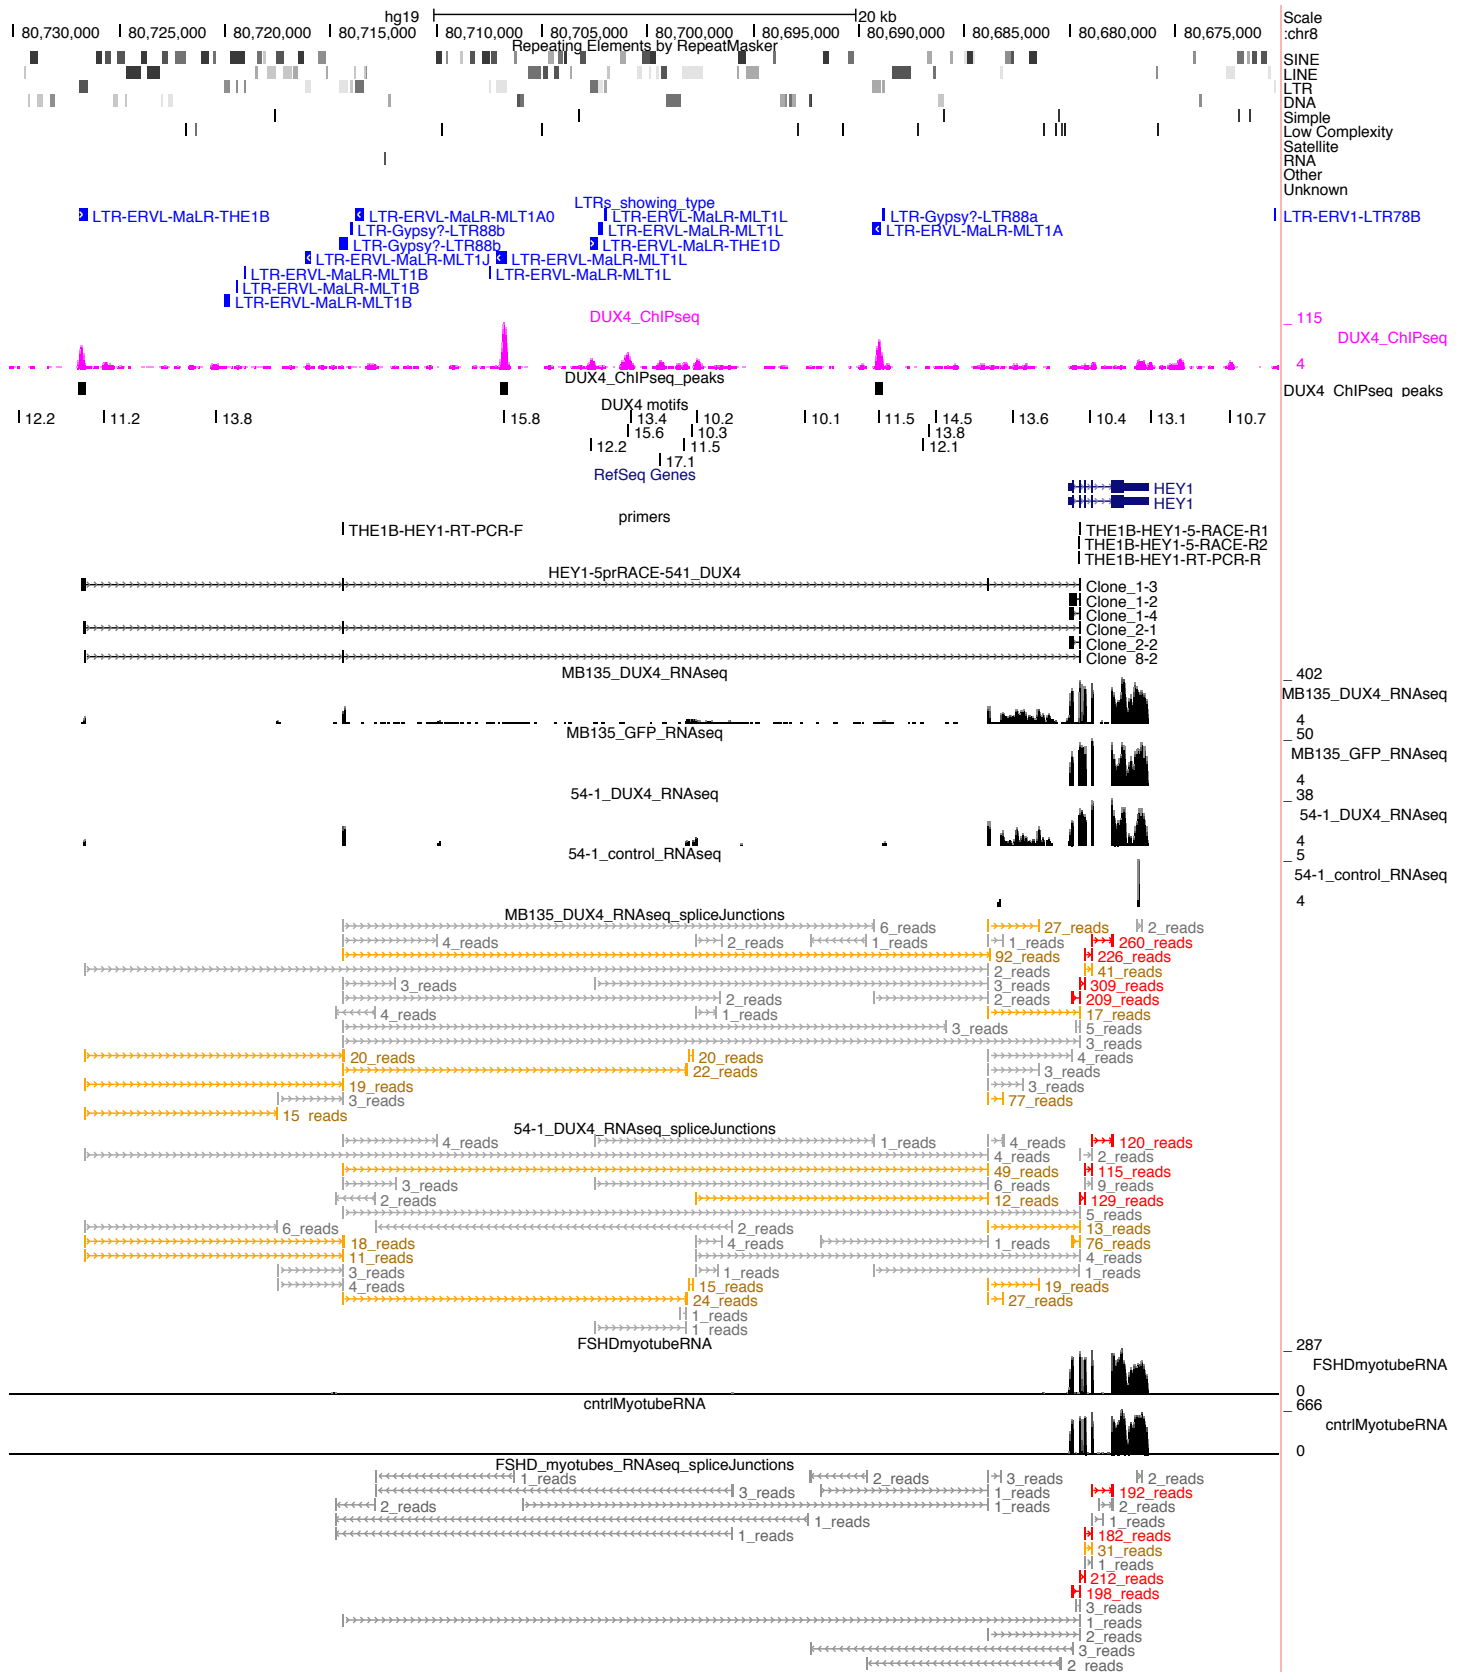 hg19 20 kb Scale
80,730,000 80,725,000 80,720,000 80,715,000 80,710,000 80,705,000 80,700,000 80,695,000 80,690,000 80,685,000 80,680,000 80,675,000 :chr8
Repeating Elements by RepeatMasker
SINE
LINE
LTR
DNA
Simple
Low Complexity
Satellite
RNA
Other
Unknown
LTRs_showing_type
LTR-ERVL-MaLR-THE1B LTR-ERVL-MaLR-MLT1A0 LTR-ERVL-MaLR-MLT1L LTR-Gypsy?-LTR88a LTR-ERV1-LTR78B
LTR-Gypsy?-LTR88b LTR-ERVL-MaLR-MLT1L LTR-ERVL-MaLR-MLT1A
LTR-Gypsy?-LTR88b LTR-ERVL-MaLR-THE1D
LTR-ERVL-MaLR-MLT1J LTR-ERVL-MaLR-MLT1L
LTR-ERVL-MaLR-MLT1B LTR-ERVL-MaLR-MLT1L
LTR-ERVL-MaLR-MLT1B
LTR-ERVL-MaLR-MLT1B
DUX4_ChIPseq _ 115
DUX4_ChIPseq
4
DUX4_ChIPseq_peaks
DUX4_ChIPseq_peaks
DUX4 motifs
12.2 11.2 13.8 15.8 13.4 10.2 10.1 11.5 14.5 13.6 10.4 13.1 10.7
15.6 10.3 13.8
12.2 11.5 12.1
17.1
RefSeq Genes
HEY1
HEY1
primers
THE1B-HEY1-RT-PCR-F THE1B-HEY1-5-RACE-R1
THE1B-HEY1-5-RACE-R2
THE1B-HEY1-RT-PCR-R
HEY1-5prRACE-541_DUX4
Clone_1-3
Clone_1-2
Clone_1-4
Clone_2-1
Clone_2-2
Clone_8-2
MB135_DUX4_RNAseq _ 402
MB135_DUX4_RNAseq
4
MB135_GFP_RNAseq _ 50
MB135_GFP_RNAseq
4
54-1_DUX4_RNAseq _ 38
54-1_DUX4_RNAseq
4
54-1_control_RNAseq _ 5
54-1_control_RNAseq
4
MB135_DUX4_RNAseq_spliceJunctions
6_reads 27_reads 2_reads
4_reads 2_reads 1_reads 1_reads 260_reads
92_reads 226_reads
2_reads 41_reads
3_reads 3_reads 309_reads
2_reads 2_reads 209_reads
4_reads 1_reads 17_reads
3_reads 5_reads
3_reads
20_reads 20_reads 4_reads
22_reads 3_reads
19_reads 3_reads
3_reads 77_reads
15_reads
54-1_DUX4_RNAseq_spliceJunctions
4_reads 1_reads 4_reads 120_reads
4_reads 2_reads
49_reads 115_reads
3_reads 6_reads 9_reads
2_reads 12_reads 129_reads
5_reads
6_reads 2_reads 13_reads
18_reads 4_reads 1_reads 76_reads
11_reads 4_reads
3_reads 1_reads 1_reads
4_reads 15_reads 19_reads
24_reads 27_reads
1_reads
1_reads
FSHDmyotubeRNA _ 287
FSHDmyotubeRNA
0
cntrlMyotubeRNA _ 666
cntrlMyotubeRNA
0
FSHD_myotubes_RNAseq_spliceJunctions
1_reads 2_reads 3_reads 2_reads
3_reads 1_reads 192_reads
2_reads 1_reads 2_reads
1_reads 1_reads
1_reads 182_reads
31_reads
1_reads
212_reads
198_reads
3_reads
1_reads
2_reads
3_reads
2_reads